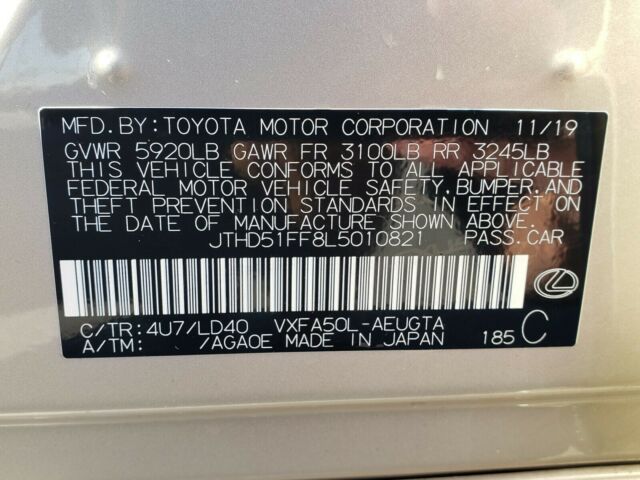 MFD.BY:TOYOTA MOTOR CORPORATION 11/19
GVWR 5920LB GAWR FR 3100LB RR 3245LB
THIS VEHICLE CONFORMS TO ALL APPLICABLE
FEDERAL MOTOR VEHICLE SAFETY,BUMPER,AND
THEFT PREVENTION STANDARDS IN EFFECT ON
THE DATE OF MANUFACTURE SHOWN ABOVE.
JTHD51FF8L5010821 PASS.CAR
C/TR:4U7/LD40 VXFA50L-AEUGTA
A/TM: /AGAOE MADE IN JAPAN 185 C